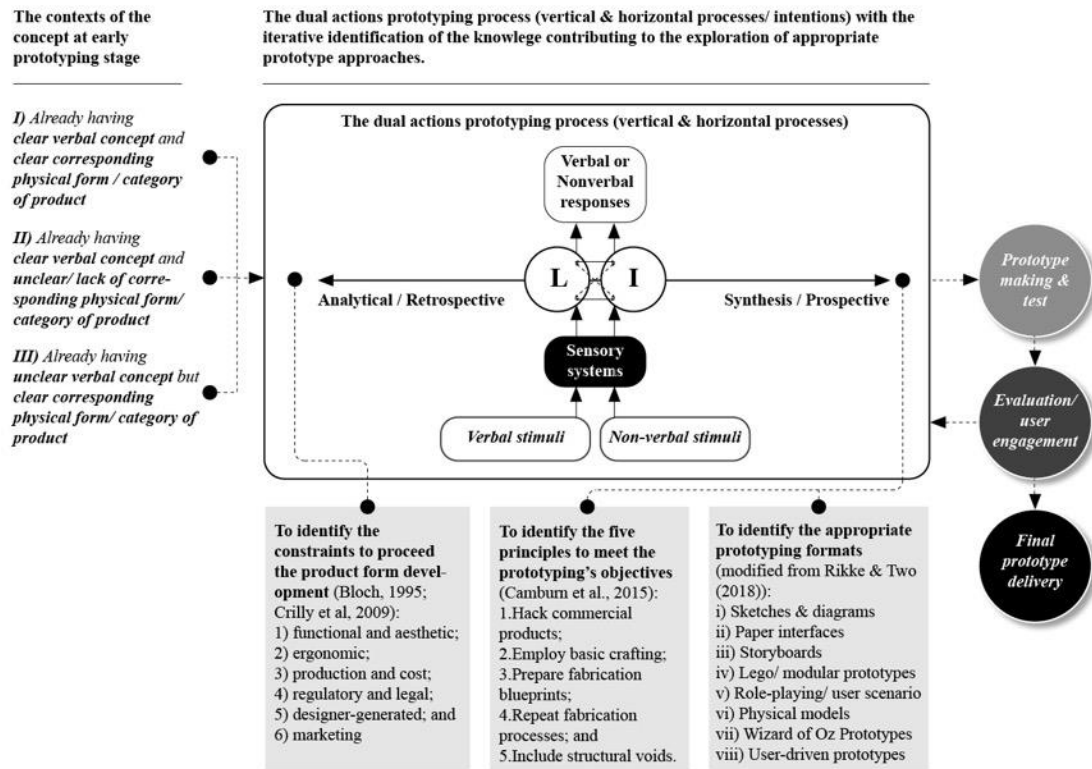 The contexts of the
concept at early
prototyping stage
The dual actions prototyping process (vertical & horizontal processes/ intentions) with the
iterative identification of the knowlege contributing to the exploration of appropriate
prototype approaches.
I) Already having
clear verbal concept and
clear corresponding
physical form / category
of product
II) Already having
clear verbal concept and
unclear/ lack of corre-
sponding physical form/
category of product
III) Already having
unclear verbal concept but
clear corresponding
physical form/ category of
product
The dual actions prototyping process (vertical & horizontal processes)
Verbal or
Nonverbal
responses
L
I
Analytical / Retrospective
Synthesis / Prospective
Sensory
systems
Verbal stimuli
Non-verbal stimuli
Prototype
making &
test
Evaluation/
user
engagement
Final
prototype
delivery
To identify the
constraints to proceed
the product form devel-
opment (Bloch, 1995;
Crilly et al, 2009):
1) functional and aesthetic;
2) ergonomic;
3) production and cost;
4) regulatory and legal;
5) designer-generated; and
6) marketing
To identify the five
principles to meet the
prototyping's objectives
(Camburn et al., 2015):
1.Hack commercial
products;
2.Employ basic crafting;
3.Prepare fabrication
blueprints;
4.Repeat fabrication
processes; and
5.Include structural voids.
To identify the appropriate
prototyping formats
(modified from Rikke & Two
(2018)):
i) Sketches & diagrams
ii) Paper interfaces
iii) Storyboards
iv) Lego/ modular prototypes
v) Role-playing/ user scenario
vi) Physical models
vii) Wizard of Oz Prototypes
viii) User-driven prototypes